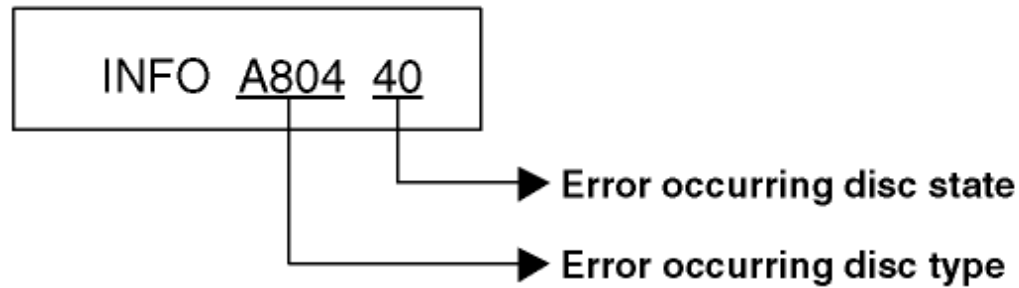 INFO A804 40
Error occurring disc state
Error occurring disc type